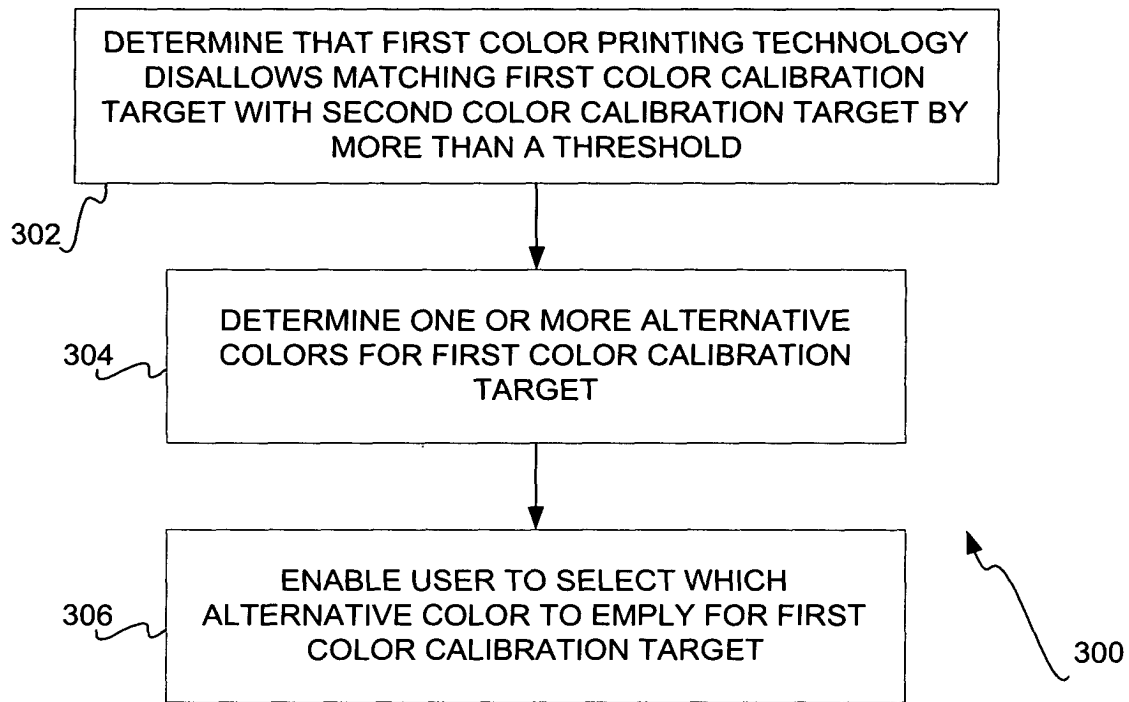 DETERMINE THAT FIRST COLOR PRINTING TECHNOLOGY
DISALLOWS MATCHING FIRST COLOR CALIBRATION
TARGET WITH SECOND COLOR CALIBRATION TARGET BY
MORE THAN A THRESHOLD
302
DETERMINE ONE OR MORE ALTERNATIVE
COLORS FOR FIRST COLOR CALIBRATION
TARGET
304
ENABLE USER TO SELECT WHICH
ALTERNATIVE COLOR TO EMPLY FOR FIRST
COLOR CALIBRATION TARGET
306
300